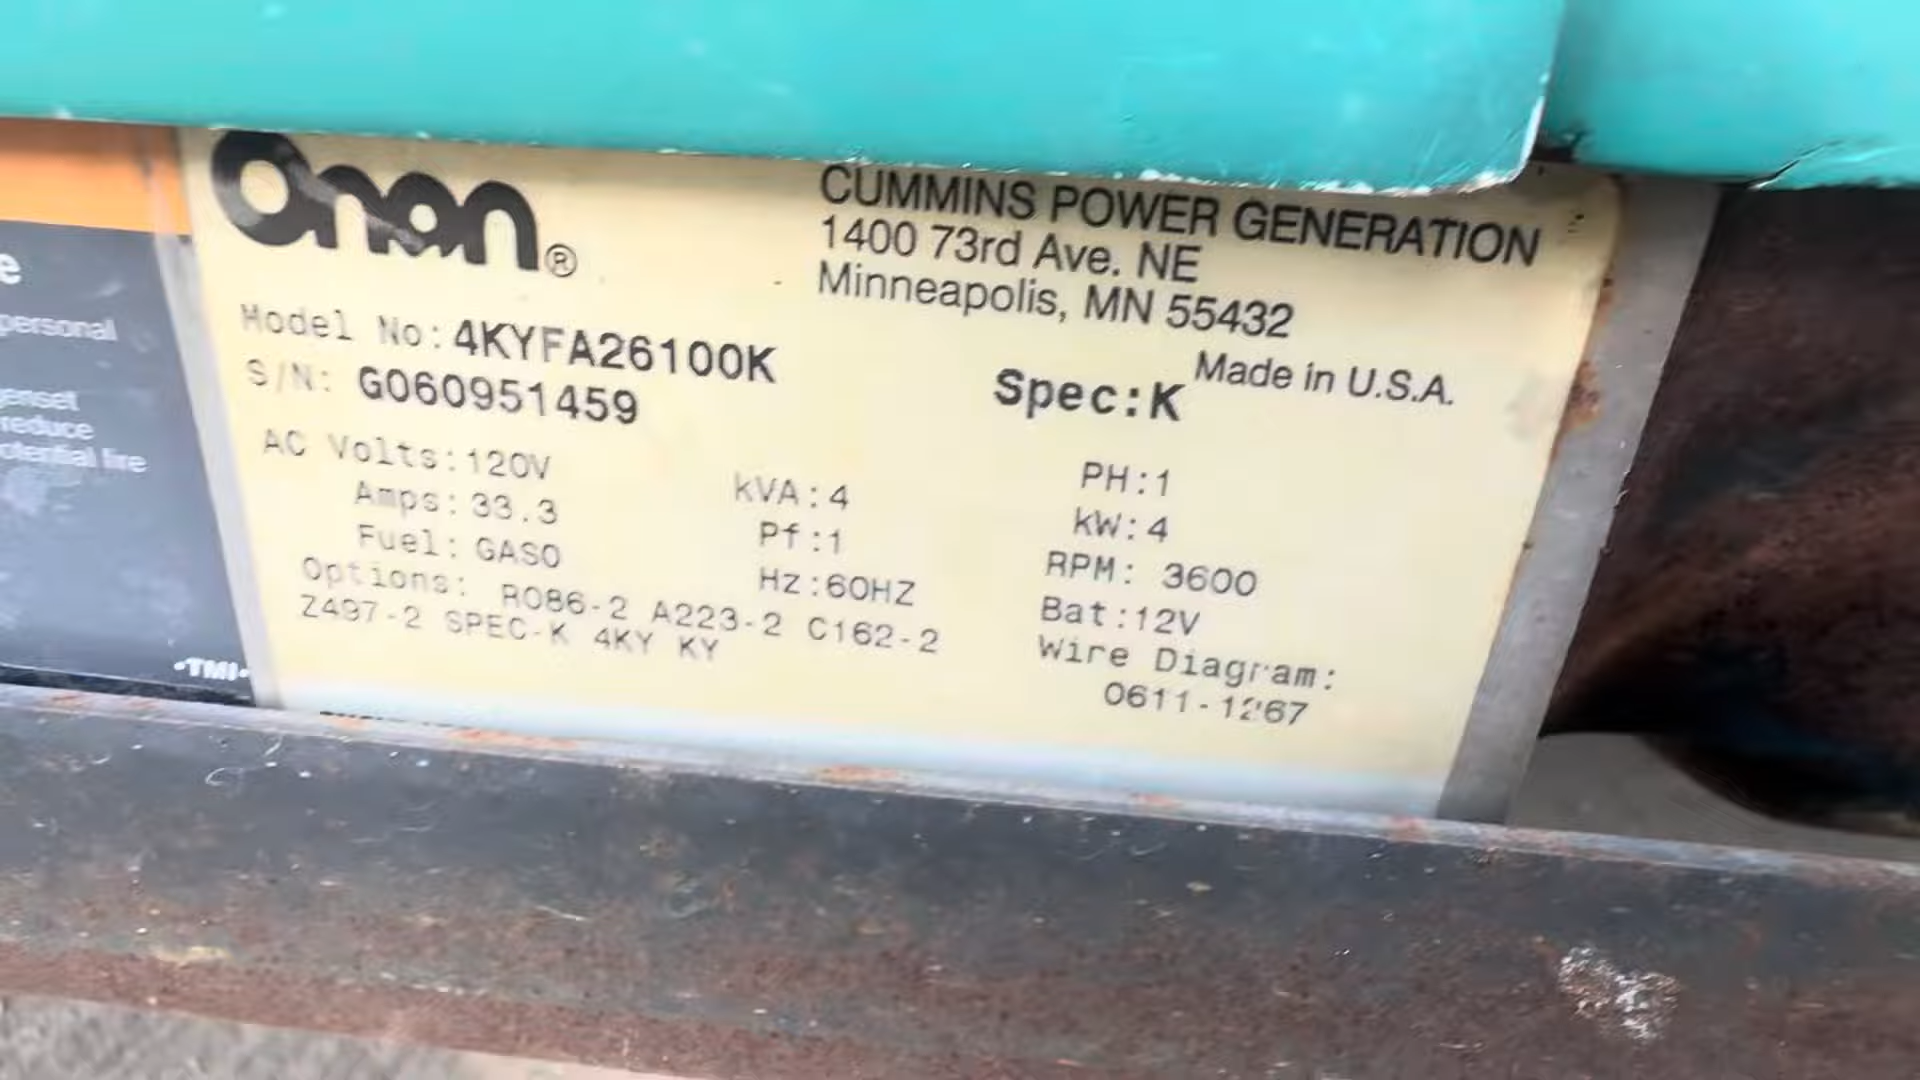 Onan®
CUMMINS POWER GENERATION
1400 73rd Ave. NE
Minneapolis, MN 55432
Made in U.S.A.
Model No: 4KYFA26100K
S/N: G060951459
Spec:K
AC Volts:120V
Amps:33.3
Fuel: GASO
kVA:4
Pf:1
Hz:60HZ
PH:1
kW:4
RPM: 3600
Bat:12V
Options: R086-2 A223-2 C162-2
Z497-2 SPEC-K 4KY KY
Wire Diagram:
0611-1267
e
personal
genset
reduce
potential fire
·TMI·